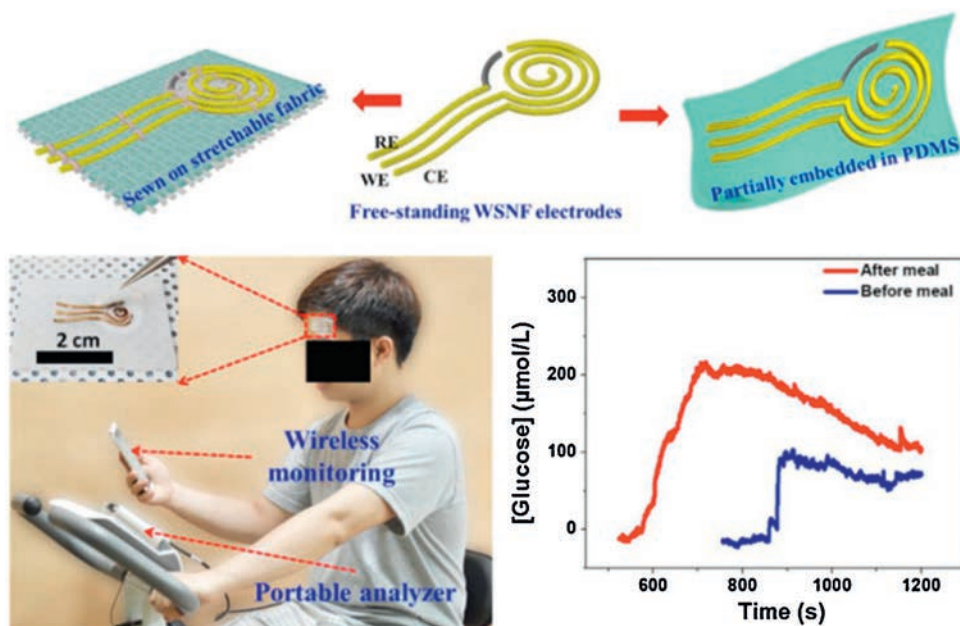 Sewn on stretchable fabric
RE
WE
CE
Free-standing WSNF electrodes
Partially embedded in PDMS
2 cm
Wireless
monitoring
Portable analyzer
After meal
Before meal
[Glucose] (µmol/L)
300
200
100
0
600
800
1000
1200
Time (s)